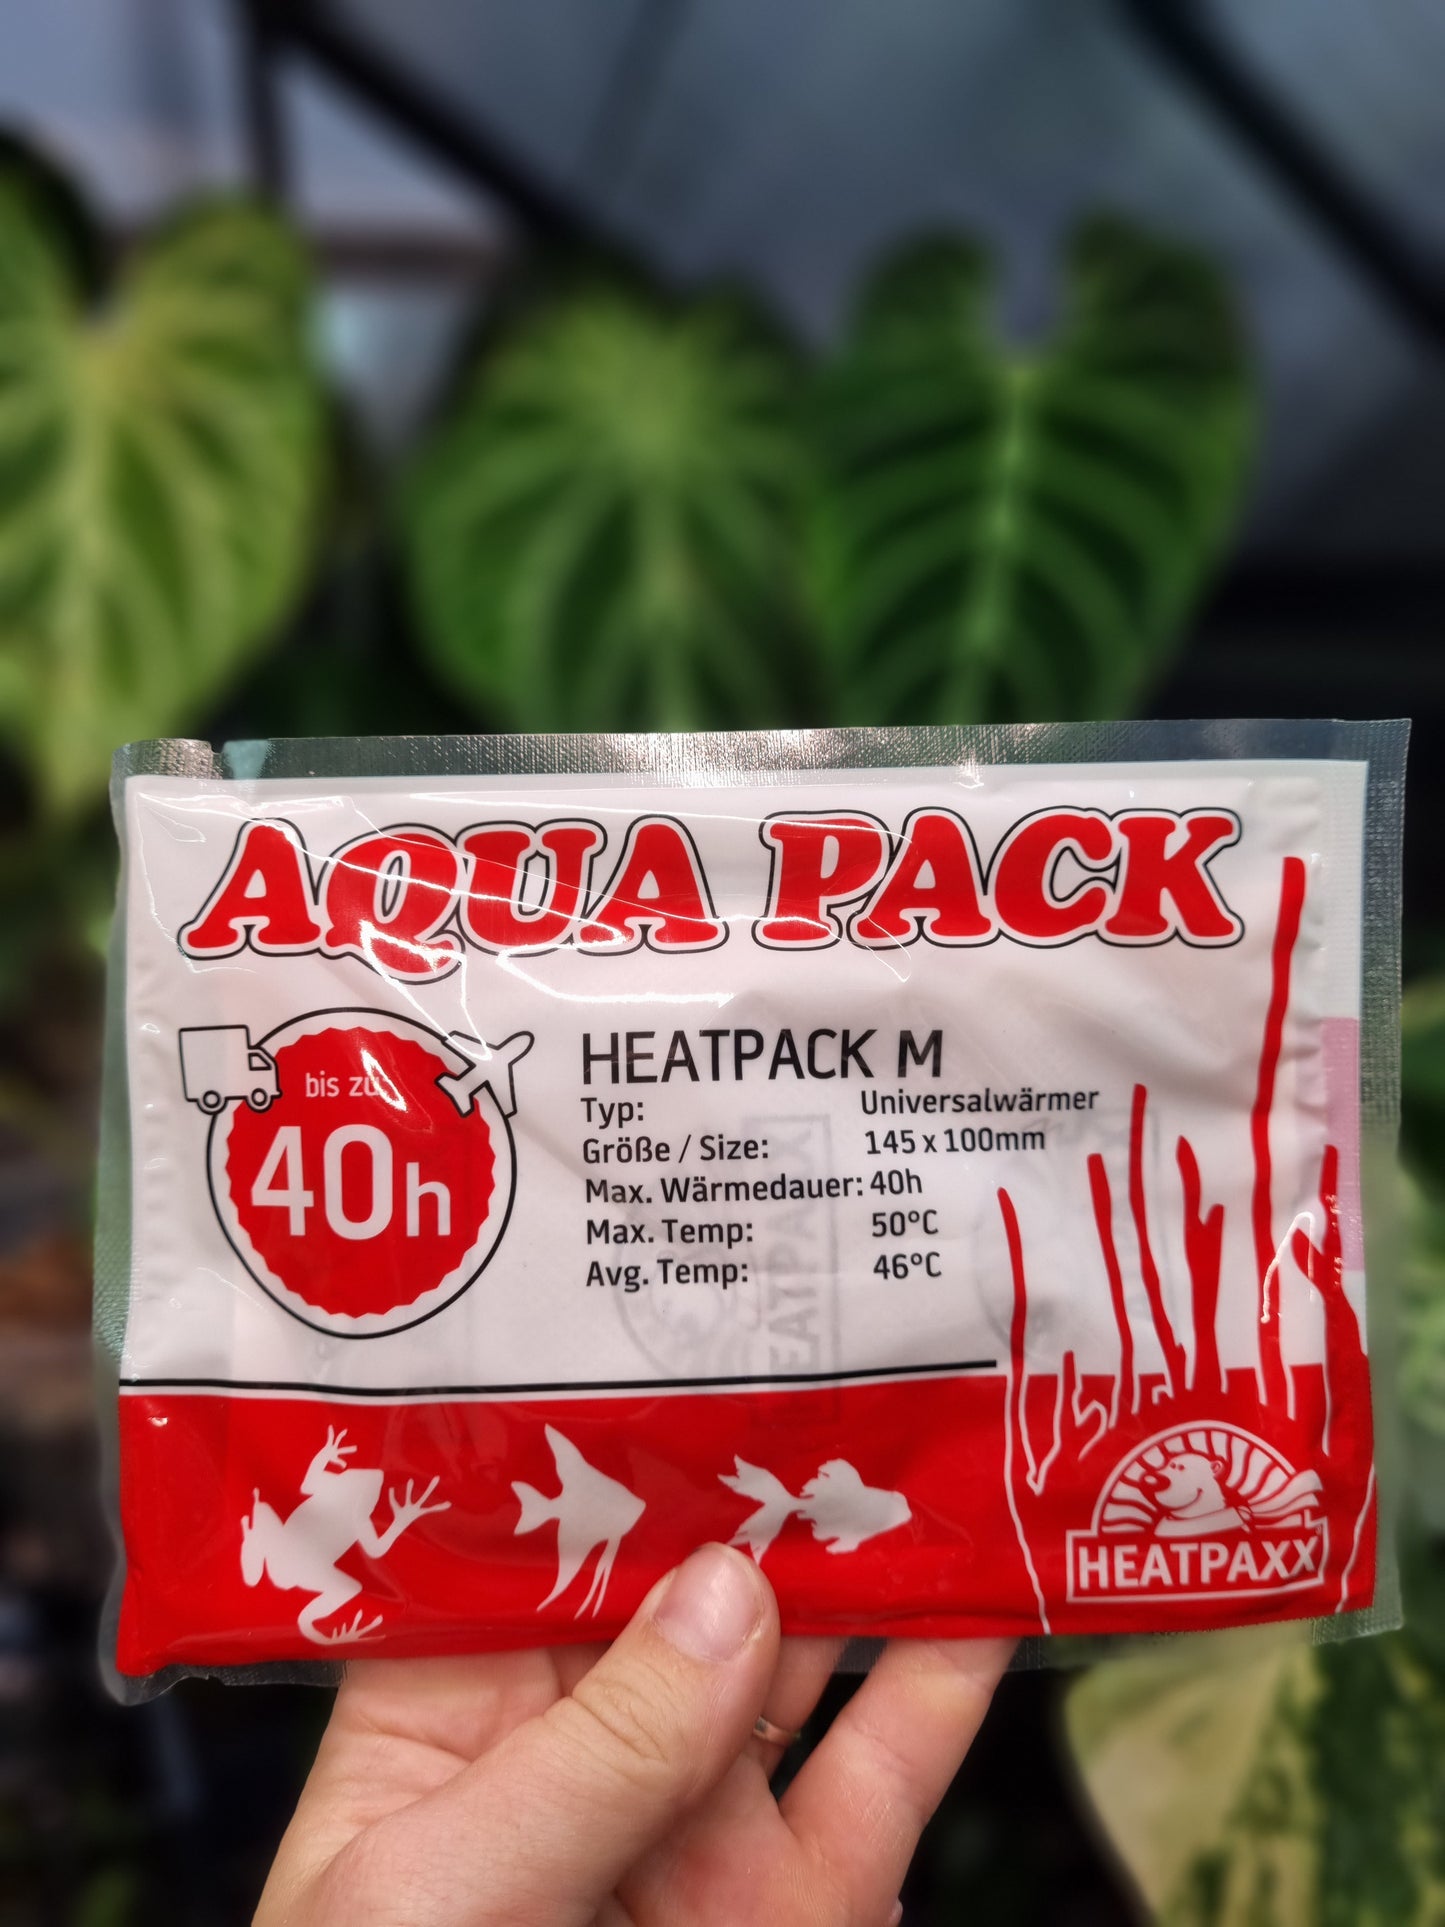 AQUA PACK
bis zu
40h
HEATPACK M
Typ: Universalwärmer
Größe / Size: 145 x 100mm
Max. Wärmedauer: 40h
Max. Temp: 50°C
Avg. Temp: 46°C
HEATPAXX
HEATPAXX